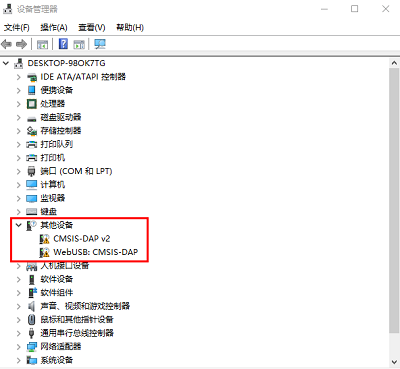 设备管理器
文件(F) 操作(A) 查看(V) 帮助(H)
DESKTOP-98OK7TG
IDE ATA/ATAPI 控制器
便携设备
处理器
磁盘驱动器
存储控制器
打印队列
打印机
端口 (COM 和 LPT)
计算机
监视器
键盘
其他设备
CMSIS-DAP v2
WebUSB: CMSIS-DAP
人机接口设备
软件设备
软件组件
声音、视频和游戏控制器
鼠标和其他指针设备
通用串行总线控制器
网络适配器
系统设备